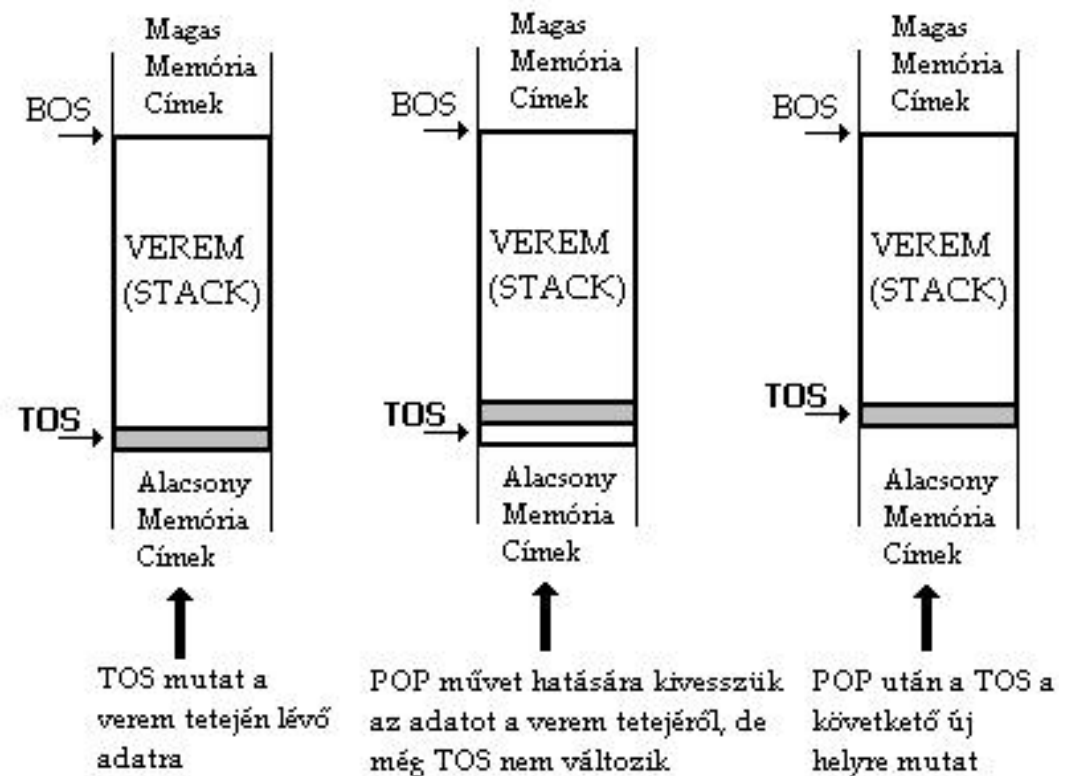 Magas
Memória
Címek
BOS
VEREM
(STACK)
TOS
Alacsony
Memória
Címek
TOS mutat a
verem tetején lévő
adatra
Magas
Memória
Címek
BOS
VEREM
(STACK)
TOS
Alacsony
Memória
Címek
POP művet hatására kivesszük
az adatot a verem tetejéről, de
még TOS nem változik
Magas
Memória
Címek
BOS
VEREM
(STACK)
TOS
Alacsony
Memória
Címek
POP után a TOS a
követkető új
helyre mutat